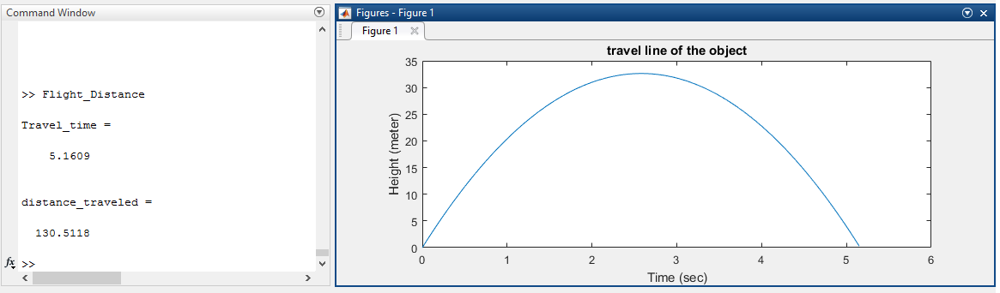 Command Window
>> Flight_Distance
Travel_time =
5.1609
distance_traveled =
130.5118
fx >>
Figures - Figure 1
Figure 1
travel line of the object
35
30
25
20
15
10
5
0
Height (meter)
0 1 2 3 4 5 6
Time (sec)